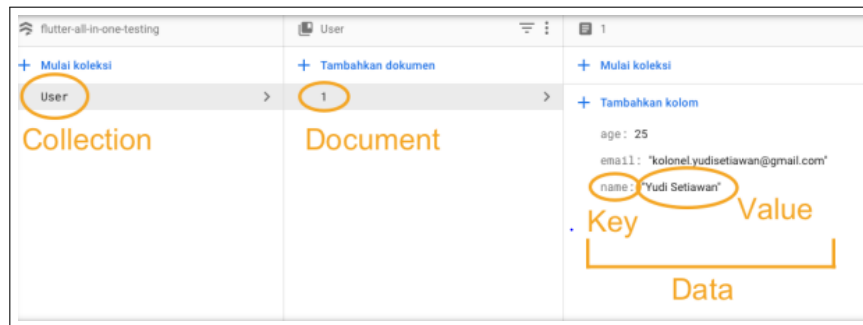 flutter-all-in-one-testing
User
1
+ Mulai koleksi
+ Tambahkan dokumen
+ Mulai koleksi
User
1
+ Tambahkan kolom
Collection
Document
age: 25
email: "kolonel.yudisetiawan@gmail.com"
name: "Yudi Setiawan"
Key
Value
Data